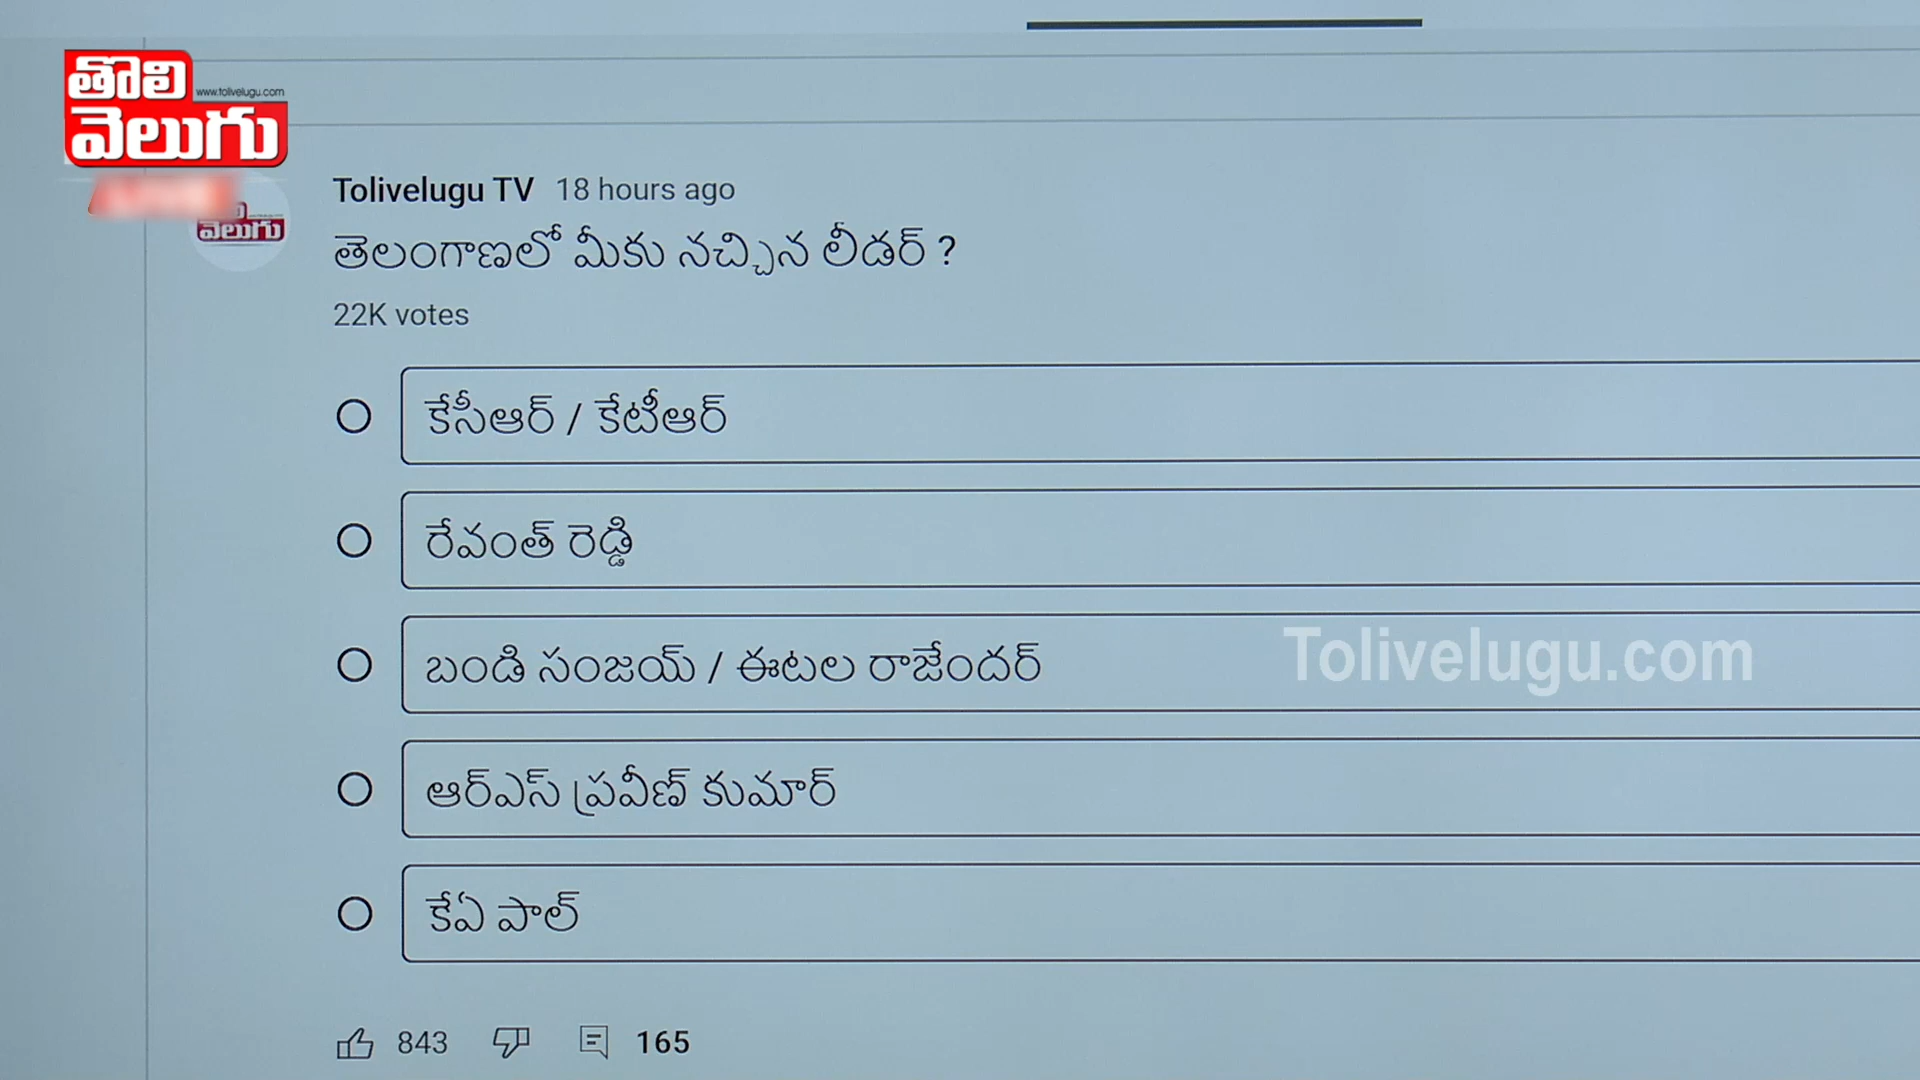 తొలి
www.tolivelugu.com
వెలుగు
వెలుగు
Tolivelugu TV 18 hours ago
తెలంగాణలో మీకు నచ్చిన లీడర్ ?
22K votes
కేసీఆర్ / కేటీఆర్
రేవంత్ రెడ్డి
బండి సంజయ్ / ఈటల రాజేందర్
Tolivelugu.com
ఆర్ఎస్ ప్రవీణ్ కుమార్
కేఏ పాల్
843 165